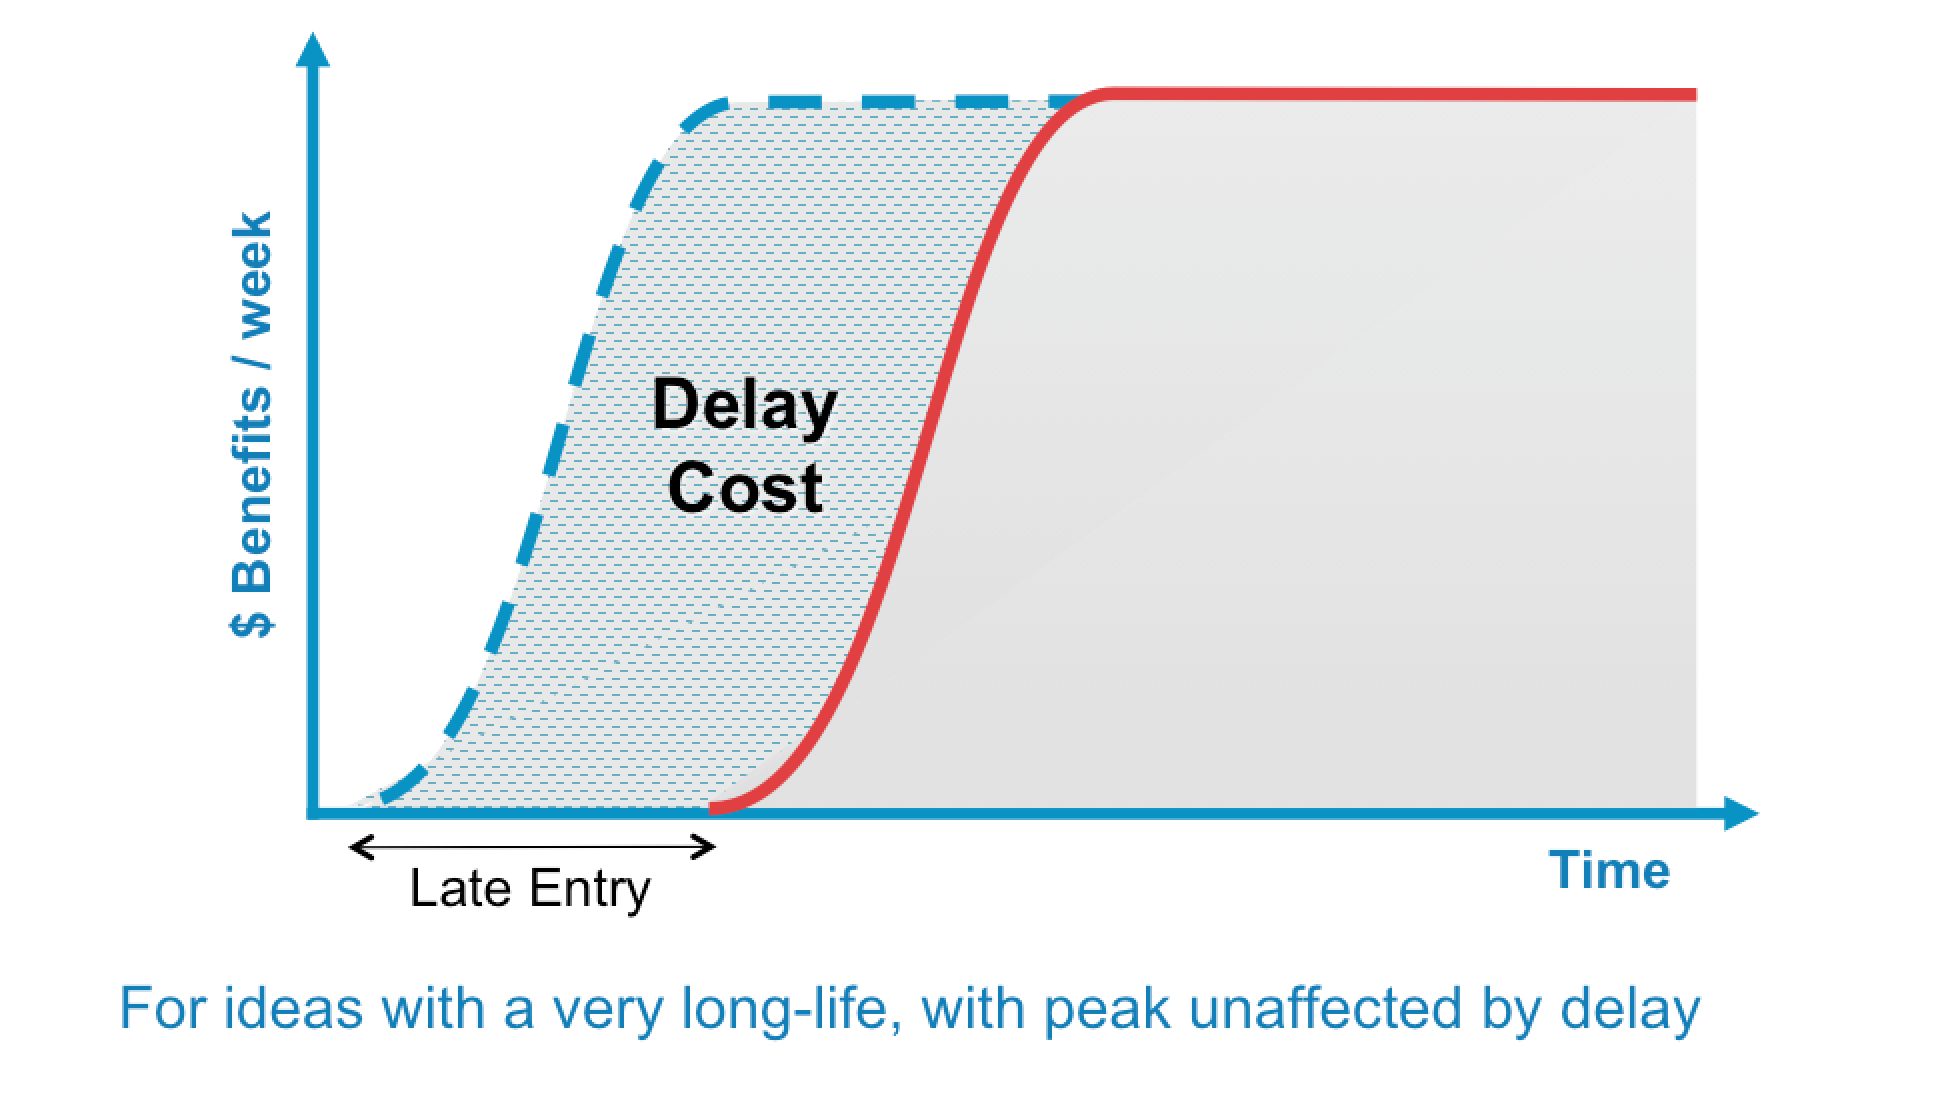 $ Benefits / week
Delay
Cost
Late Entry
Time
For ideas with a very long-life, with peak unaffected by delay